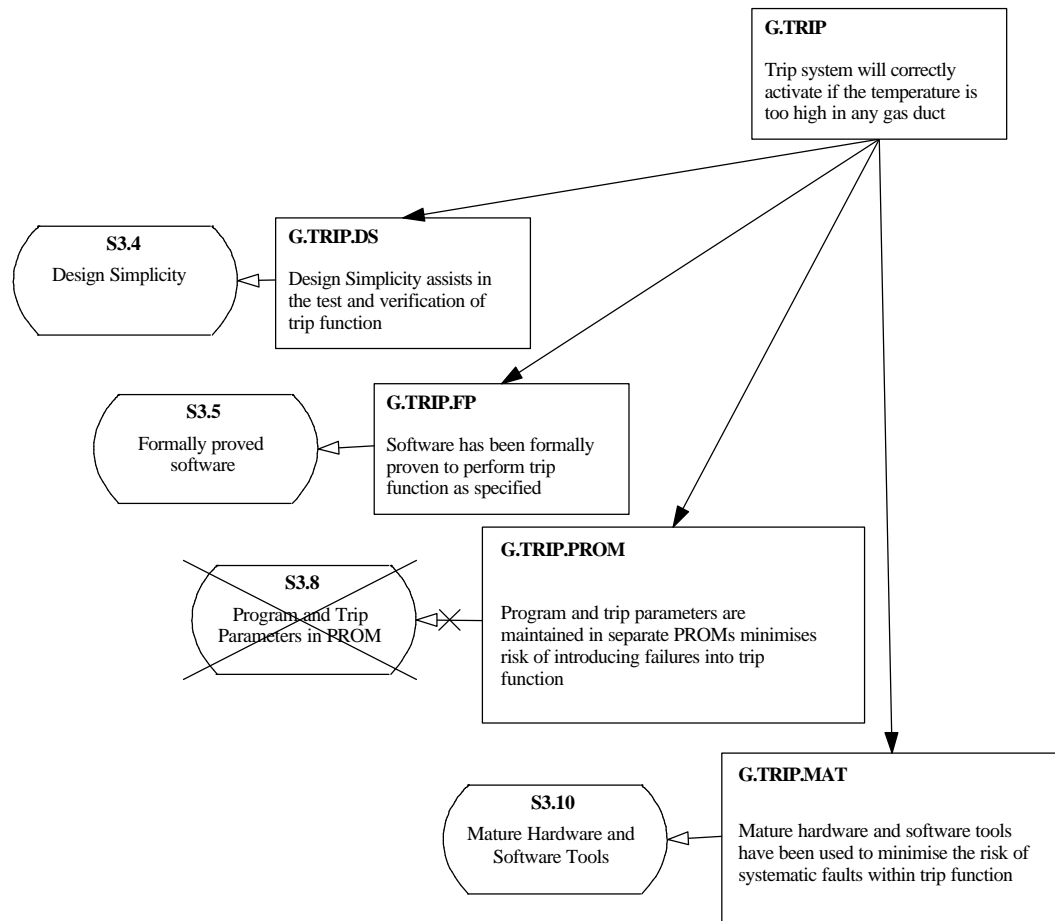 G.TRIP
Trip system will correctly
activate if the temperature is
too high in any gas duct
S3.4
Design Simplicity
G.TRIP.DS
Design Simplicity assists in
the test and verification of
trip function
S3.5
Formally proved
software
G.TRIP.FP
Software has been formally
proven to perform trip
function as specified
S3.8
Program and Trip
Parameters in PROM
G.TRIP.PROM
Program and trip parameters are
maintained in separate PROMs minimises
risk of introducing failures into trip
function
S3.10
Mature Hardware and
Software Tools
G.TRIP.MAT
Mature hardware and software tools
have been used to minimise the risk of
systematic faults within trip function